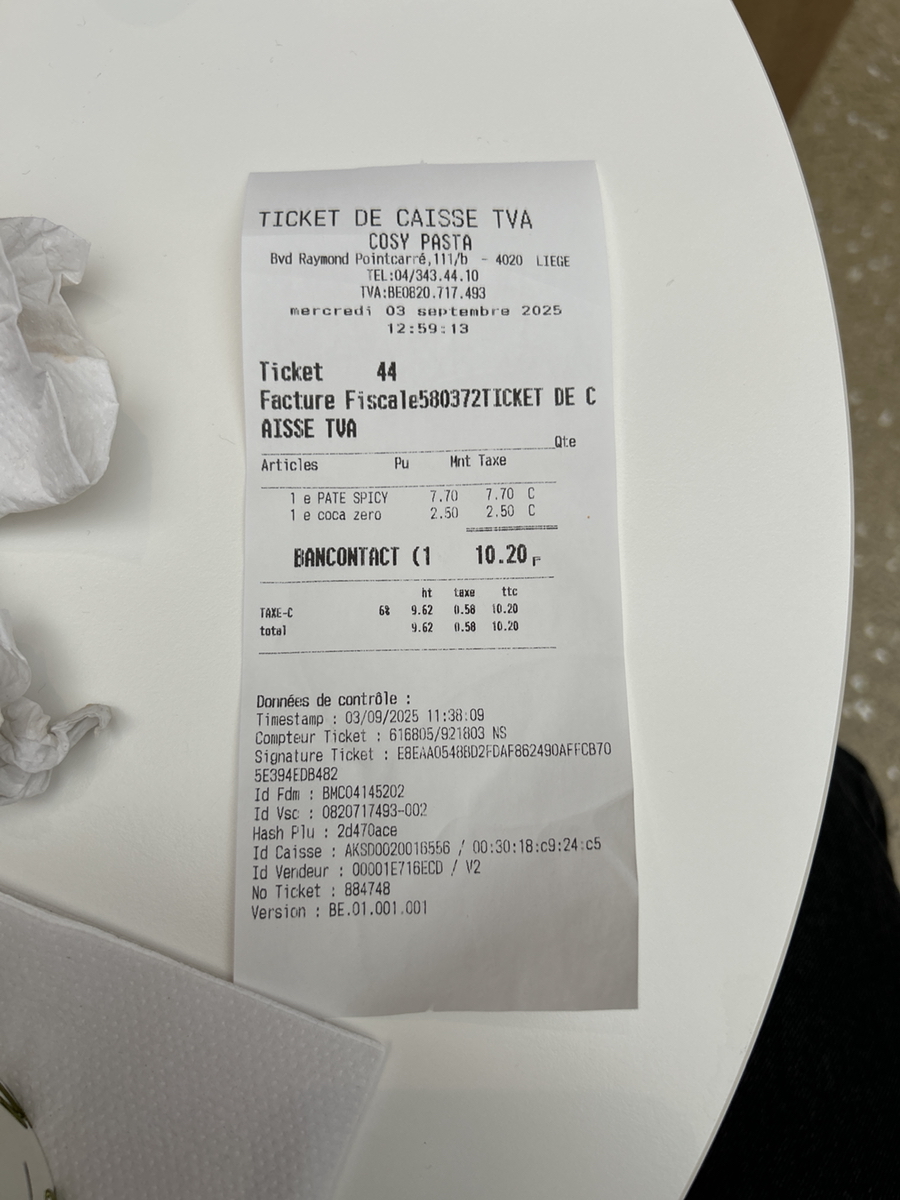 TICKET DE CAISSE TVA
COSY PASTA
Bvd Raymond Pointcarré,111/b - 4020 LIEGE
TEL:04/343.44.10
TVA:BE0820.717.493
mercredi 03 septembre 2025
12:59:13
Ticket 44
Facture Fiscale580372TICKET DE C
AISSE TVA
Qte
Articles Pu Mnt Taxe
1 e PATE SPICY 7.70 7.70 C
1 e coca zero 2.50 2.50 C
BANCONTACT (1 10.20
ht taxe ttc
TAXE-C 6% 9.62 0.58 10.20
total 9.62 0.58 10.20
Données de contrôle :
Timestamp : 03/09/2025 11:38:09
Compteur Ticket : 616805/921803 NS
Signature Ticket : E8EAA0548BD2FDAF862490AFFCB70
5E394EDB482
Id Fdm : BMC04145202
Id Vsc : 0820717493-002
Hash Plu : 2d470ace
Id Caisse : AKSD0020016556 / 00:30:18:c9:24:c5
Id Vendeur : 00001E716ECD / V2
No Ticket : 884748
Version : BE.01.001.001